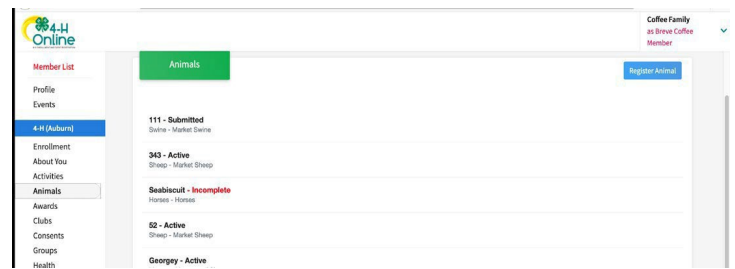 4-H
Online
Coffee Family
as Breve Coffee
Member
Member List
Profile
Events
4-H (Auburn)
Enrollment
About You
Activities
Animals
Awards
Clubs
Consents
Groups
Health
Animals
Register Animal
111 - Submitted
Swine - Market Swine
343 - Active
Sheep - Market Sheep
Seabiscuit - Incomplete
Horses - Horses
52 - Active
Sheep - Market Sheep
Georgey - Active